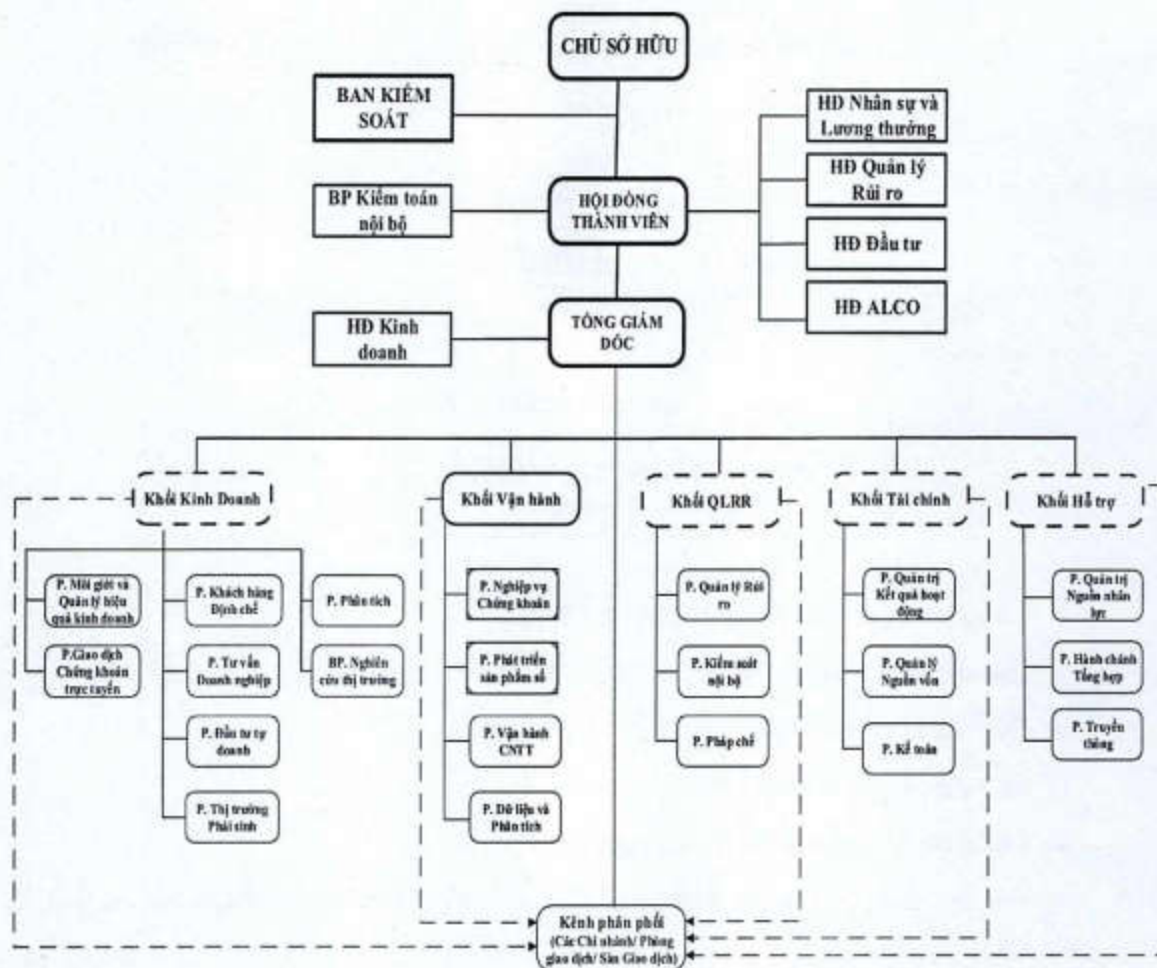 CHỦ SỞ HỮU
BAN KIỂM
SOÁT
HĐ Nhân sự và
Lương thưởng
HĐ Quản lý
Rủi ro
BP Kiểm toán
nội bộ
HỘI ĐỒNG
THÀNH VIÊN
HĐ Đầu tư
HĐ ALCO
HĐ Kinh
doanh
TỔNG GIÁM
ĐỐC
Khối Kinh Doanh
Khối Vận hành
Khối QLRR
Khối Tài chính
Khối Hỗ trợ
P. Môi giới và
Quản lý hiệu
quả kinh doanh
P.Giao dịch
Chứng khoán
trực tuyến
P. Khách hàng
Định chế
P. Tư vấn
Doanh nghiệp
P. Đầu tư tự
doanh
P. Thị trường
Phái sinh
P. Phân tích
BP. Nghiên
cứu thị trường
P. Nghiệp vụ
Chứng khoán
P. Phát triển
sản phẩm số
P. Vận hành
CNTT
P. Dữ liệu và
Phân tích
P. Quản lý Rủi
ro
P. Kiểm soát
nội bộ
P. Pháp chế
P. Quản trị
Kết quả hoạt
động
P. Quản lý
Nguồn vốn
P. Kế toán
P. Quản trị
Nguồn nhân
lực
P. Hành chánh
Tổng hợp
P. Truyền
thông
Kênh phân phối
(Các Chi nhánh/ Phòng
giao dịch/ Sàn Giao dịch)